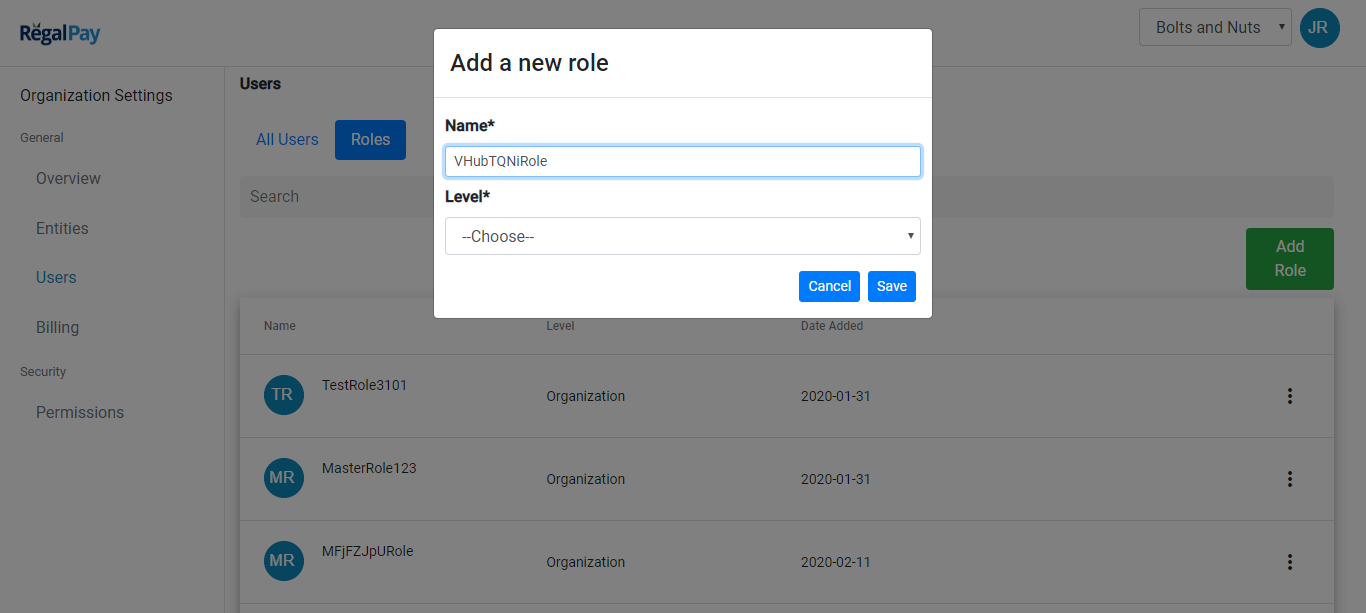 RegalPay
Bolts and Nuts
JR
Organization Settings
General
Overview
Entities
Users
Billing
Security
Permissions
Users
All Users
Roles
Search
Add
Role
Add a new role
Name*
VHubTQNiRole
Level*
--Choose--
Cancel
Save
Name Level Date Added
TR TestRole3101 Organization 2020-01-31
MR MasterRole123 Organization 2020-01-31
MR MFjFZJpURole Organization 2020-02-11